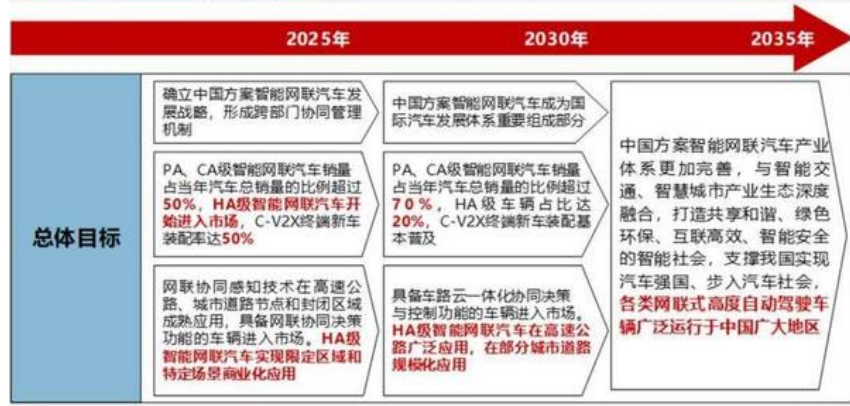 2025年
2030年
2035年
总体目标
确立中国方案智能网联汽车发
展战略，形成跨部门协同管理
机制
中国方案智能网联汽车成为国
际汽车发展体系重要组成部分
PA、CA级智能网联汽车销量
占当年汽车总销量的比例超过
50%，HA级智能网联汽车开
始进入市场，C-V2X终端新车
装配率达50%
PA、CA级智能网联汽车销量
占当年汽车总销量的比例超过
70%，HA级车辆占比达
20%，C-V2X终端新车装配基
本普及
网联协同感知技术在高速公
路、城市道路节点和封闭区域
成熟应用，具备网联协同决策
功能的车辆进入市场。HA级
智能网联汽车实现限定区域和
特定场景商业化应用
具备车路云一体化协同决策
与控制功能的车辆进入市场。
HA级智能网联汽车在高速公
路广泛应用，在部分城市道路
规模化应用
中国方案智能网联汽车产业
体系更加完善，与智能交
通、智慧城市产业生态深度
融合，打造共享和谐、绿色
环保、互联高效、智能安全
的智能社会，支撑我国实现
汽车强国、步入汽车社会，
各类网联式高度自动驾驶车
辆广泛运行于中国广大地区